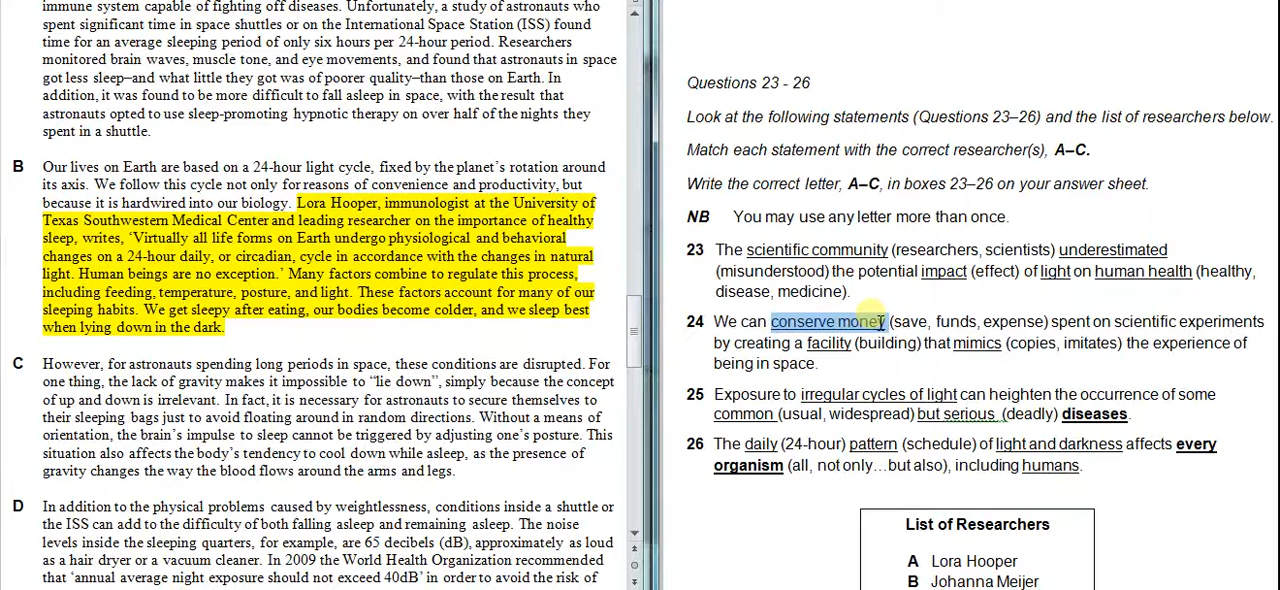 immune system capable of fighting off diseases. Unfortunately, a study of astronauts who
spent significant time in space shuttles or on the International Space Station (ISS) found
time for an average sleeping period of only six hours per 24-hour period. Researchers
monitored brain waves, muscle tone, and eye movements, and found that astronauts in space
got less sleep–and what little they got was of poorer quality–than those on Earth. In
addition, it was found to be more difficult to fall asleep in space, with the result that
astronauts opted to use sleep-promoting hypnotic therapy on over half of the nights they
spent in a shuttle.
B Our lives on Earth are based on a 24-hour light cycle, fixed by the planet's rotation around
its axis. We follow this cycle not only for reasons of convenience and productivity, but
because it is hardwired into our biology. Lora Hooper, immunologist at the University of
Texas Southwestern Medical Center and leading researcher on the importance of healthy
sleep, writes, 'Virtually all life forms on Earth undergo physiological and behavioral
changes on a 24-hour daily, or circadian, cycle in accordance with the changes in natural
light. Human beings are no exception.' Many factors combine to regulate this process,
including feeding, temperature, posture, and light. These factors account for many of our
sleeping habits. We get sleepy after eating, our bodies become colder, and we sleep best
when lying down in the dark.
C However, for astronauts spending long periods in space, these conditions are disrupted. For
one thing, the lack of gravity makes it impossible to "lie down", simply because the concept
of up and down is irrelevant. In fact, it is necessary for astronauts to secure themselves to
their sleeping bags just to avoid floating around in random directions. Without a means of
orientation, the brain's impulse to sleep cannot be triggered by adjusting one's posture. This
situation also affects the body's tendency to cool down while asleep, as the presence of
gravity changes the way the blood flows around the arms and legs.
D In addition to the physical problems caused by weightlessness, conditions inside a shuttle or
the ISS can add to the difficulty of both falling asleep and remaining asleep. The noise
levels inside the sleeping quarters, for example, are 65 decibels (dB), approximately as loud
as a hair dryer or a vacuum cleaner. In 2009 the World Health Organization recommended
that 'annual average night exposure should not exceed 40dB' in order to avoid the risk of
Questions 23 - 26
Look at the following statements (Questions 23–26) and the list of researchers below.
Match each statement with the correct researcher(s), A–C.
Write the correct letter, A–C, in boxes 23–26 on your answer sheet.
NB You may use any letter more than once.
23 The scientific community (researchers, scientists) underestimated
(misunderstood) the potential impact (effect) of light on human health (healthy,
disease, medicine).
24 We can conserve money (save, funds, expense) spent on scientific experiments
by creating a facility (building) that mimics (copies, imitates) the experience of
being in space.
25 Exposure to irregular cycles of light can heighten the occurrence of some
common (usual, widespread) but serious (deadly) diseases.
26 The daily (24-hour) pattern (schedule) of light and darkness affects every
organism (all, not only…but also), including humans.
List of Researchers
A Lora Hooper
B Johanna Meijer